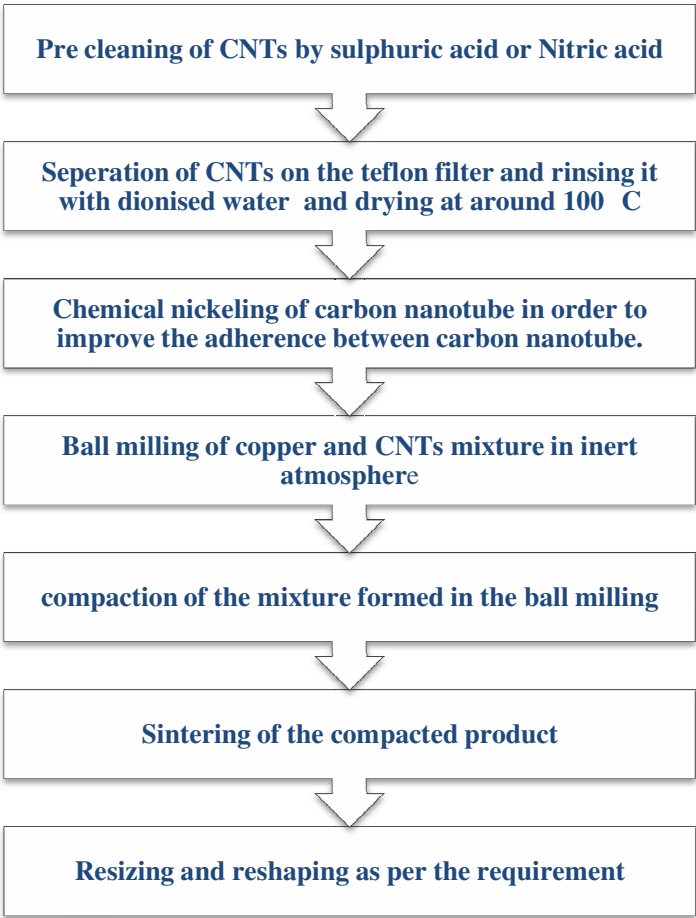 Pre cleaning of CNTs by sulphuric acid or Nitric acid
Seperation of CNTs on the teflon filter and rinsing it
with dionised water and drying at around 100 C
Chemical nickeling of carbon nanotube in order to
improve the adherence between carbon nanotube.
Ball milling of copper and CNTs mixture in inert
atmosphere
compaction of the mixture formed in the ball milling
Sintering of the compacted product
Resizing and reshaping as per the requirement